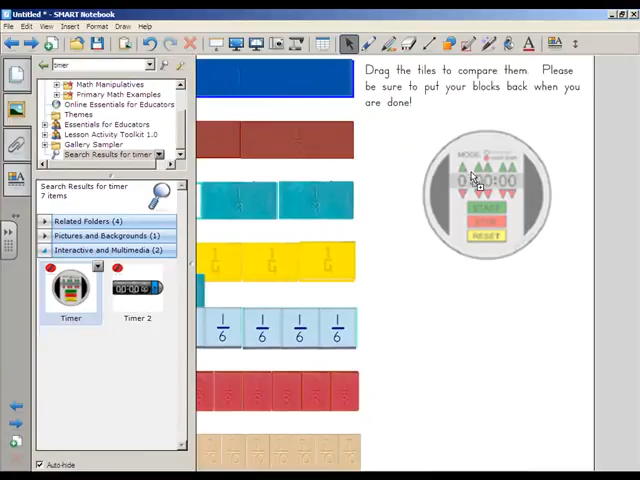 Untitled * - SMART Notebook
File Edit View Insert Format Draw Help
timer
Math Manipulatives
Primary Math Examples
Online Essentials for Educators
Themes
Essentials for Educators
Lesson Activity Toolkit 1.0
Gallery Sampler
Search Results for timer
Search Results for timer
7 items
Related Folders (4)
Pictures and Backgrounds (1)
Interactive and Multimedia (2)
Timer
Timer 2
Auto-hide
Drag the tiles to compare them. Please
be sure to put your blocks back when you
are done!
MODE:
START
STOP
RESET
1/6 1/6 1/6 1/6